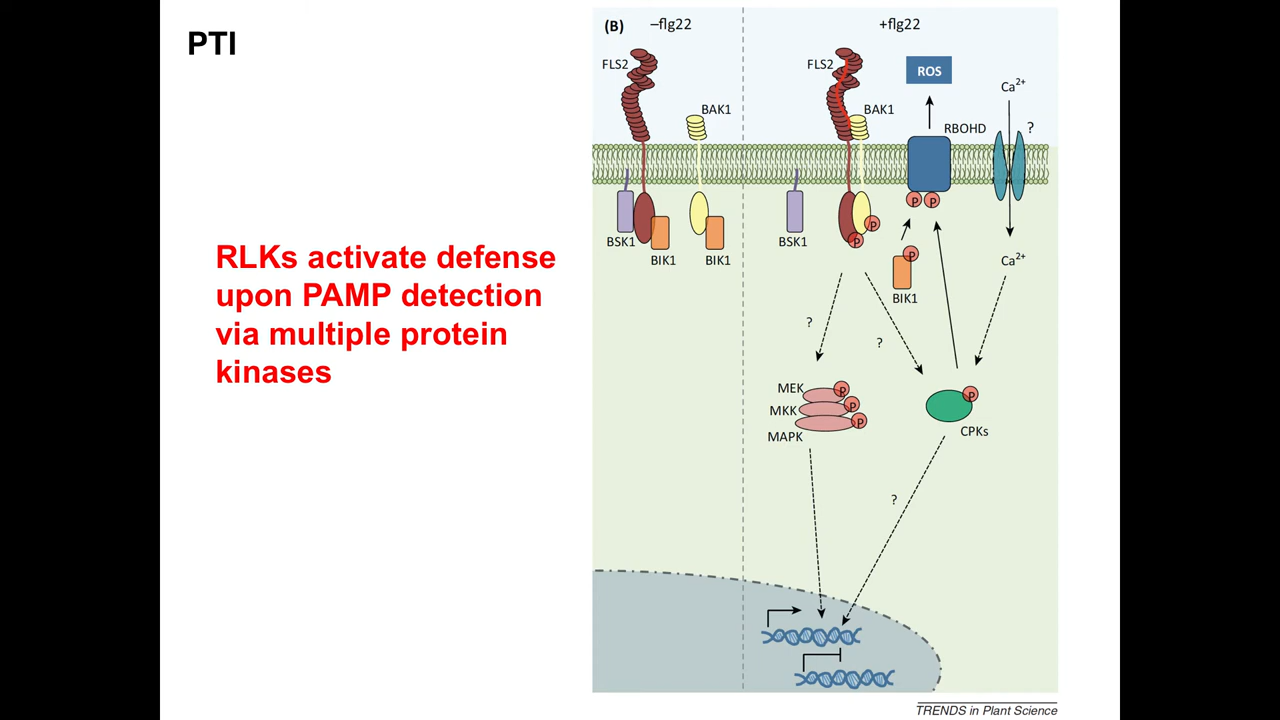 PTI
RLKs activate defense
upon PAMP detection
via multiple protein
kinases
(B)
–flg22
+flg22
FLS2
BAK1
BSK1
BIK1
BIK1
FLS2
BAK1
ROS
RBOHD
Ca2+
?
P
P
P
P
BSK1
P
BIK1
Ca2+
?
?
MEK
P
MKK
P
MAPK
P
P
CPKs
?
TRENDS in Plant Science